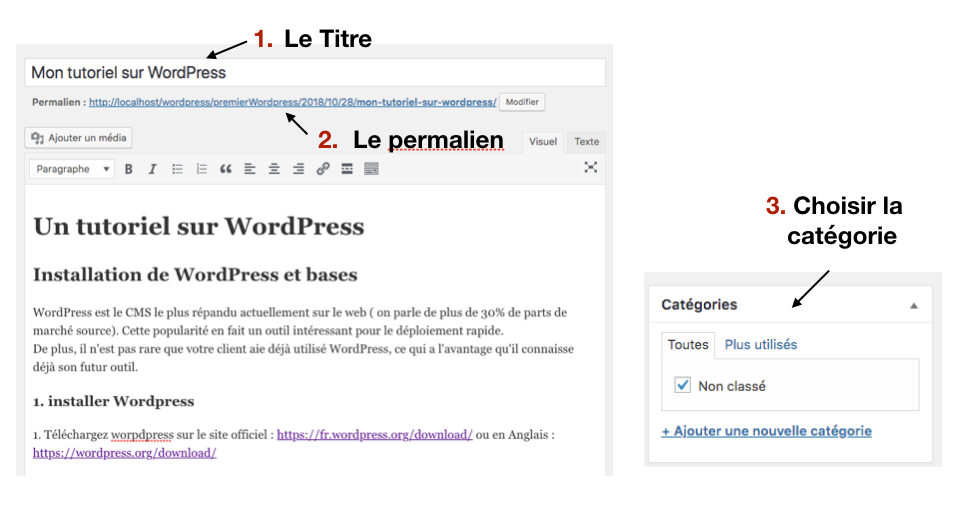 1. Le Titre
Mon tutoriel sur WordPress
Permalien : http://localhost/wordpress/premierWordpress/2018/10/28/mon-tutoriel-sur-wordpress/ Modifier
2. Le permalien
Ajouter un média
Visuel Texte
Paragraphe B I
Un tutoriel sur WordPress
Installation de WordPress et bases
WordPress est le CMS le plus répandu actuellement sur le web ( on parle de plus de 30% de parts de
marché source). Cette popularité en fait un outil intéressant pour le déploiement rapide.
De plus, il n'est pas rare que votre client aie déjà utilisé WordPress, ce qui a l'avantage qu'il connaisse
déjà son futur outil.
1. installer Wordpress
1. Téléchargez worpdpress sur le site officiel : https://fr.wordpress.org/download/ ou en Anglais :
https://wordpress.org/download/
3. Choisir la
catégorie
Catégories
Toutes Plus utilisés
Non classé
+ Ajouter une nouvelle catégorie